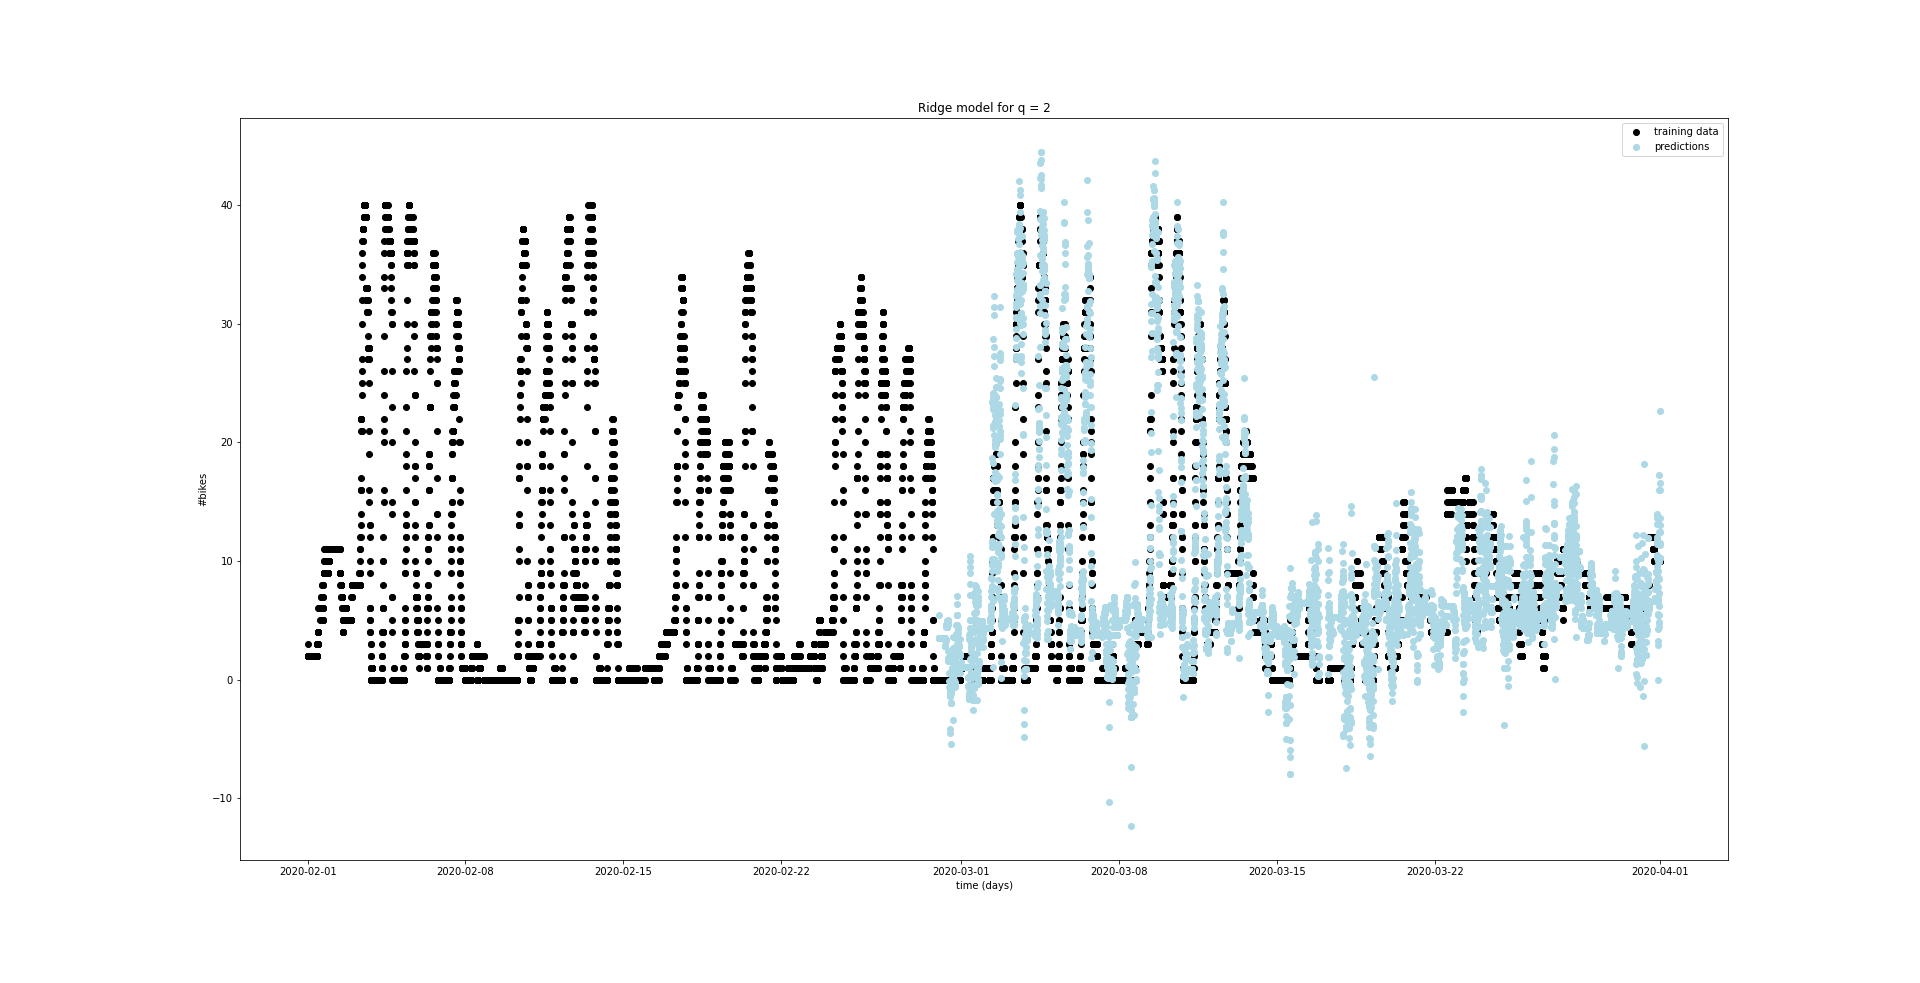 Ridge model for q = 2
training data
predictions
#bikes
40
30
20
10
0
−10
2020-02-01 2020-02-08 2020-02-15 2020-02-22 2020-03-01 2020-03-08 2020-03-15 2020-03-22 2020-04-01
time (days)